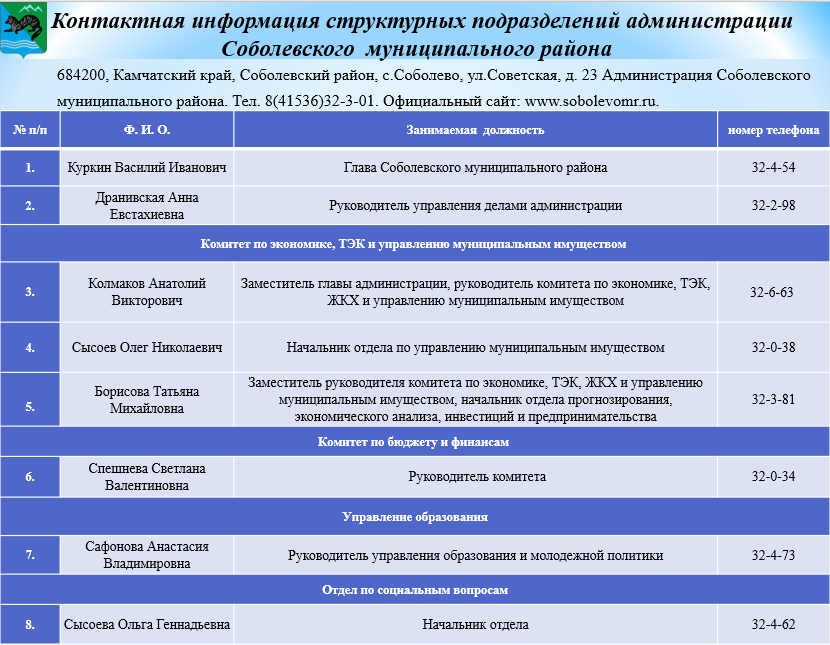 Контактная информация структурных подразделений администрации
Соболевского муниципального района
684200, Камчатский край, Соболевский район, с.Соболево, ул.Советская, д. 23 Администрация Соболевского
муниципального района. Тел. 8(41536)32-3-01. Официальный сайт: www.sobolevomr.ru.
№ п/п Ф. И. О. Занимаемая должность номер телефона
1. Куркин Василий Иванович Глава Соболевского муниципального района 32-4-54
2. Дранивская Анна
Евстахиевна Руководитель управления делами администрации 32-2-98
Комитет по экономике, ТЭК и управлению муниципальным имуществом
3. Колмаков Анатолий
Викторович Заместитель главы администрации, руководитель комитета по экономике, ТЭК,
ЖКХ и управлению муниципальным имуществом 32-6-63
4. Сысоев Олег Николаевич Начальник отдела по управлению муниципальным имуществом 32-0-38
5. Борисова Татьяна
Михайловна Заместитель руководителя комитета по экономике, ТЭК, ЖКХ и управлению
муниципальным имуществом, начальник отдела прогнозирования,
экономического анализа, инвестиций и предпринимательства 32-3-81
Комитет по бюджету и финансам
6. Спешнева Светлана
Валентиновна Руководитель комитета 32-0-34
Управление образования
7. Сафонова Анастасия
Владимировна Руководитель управления образования и молодежной политики 32-4-73
Отдел по социальным вопросам
8. Сысоева Ольга Геннадьевна Начальник отдела 32-4-62